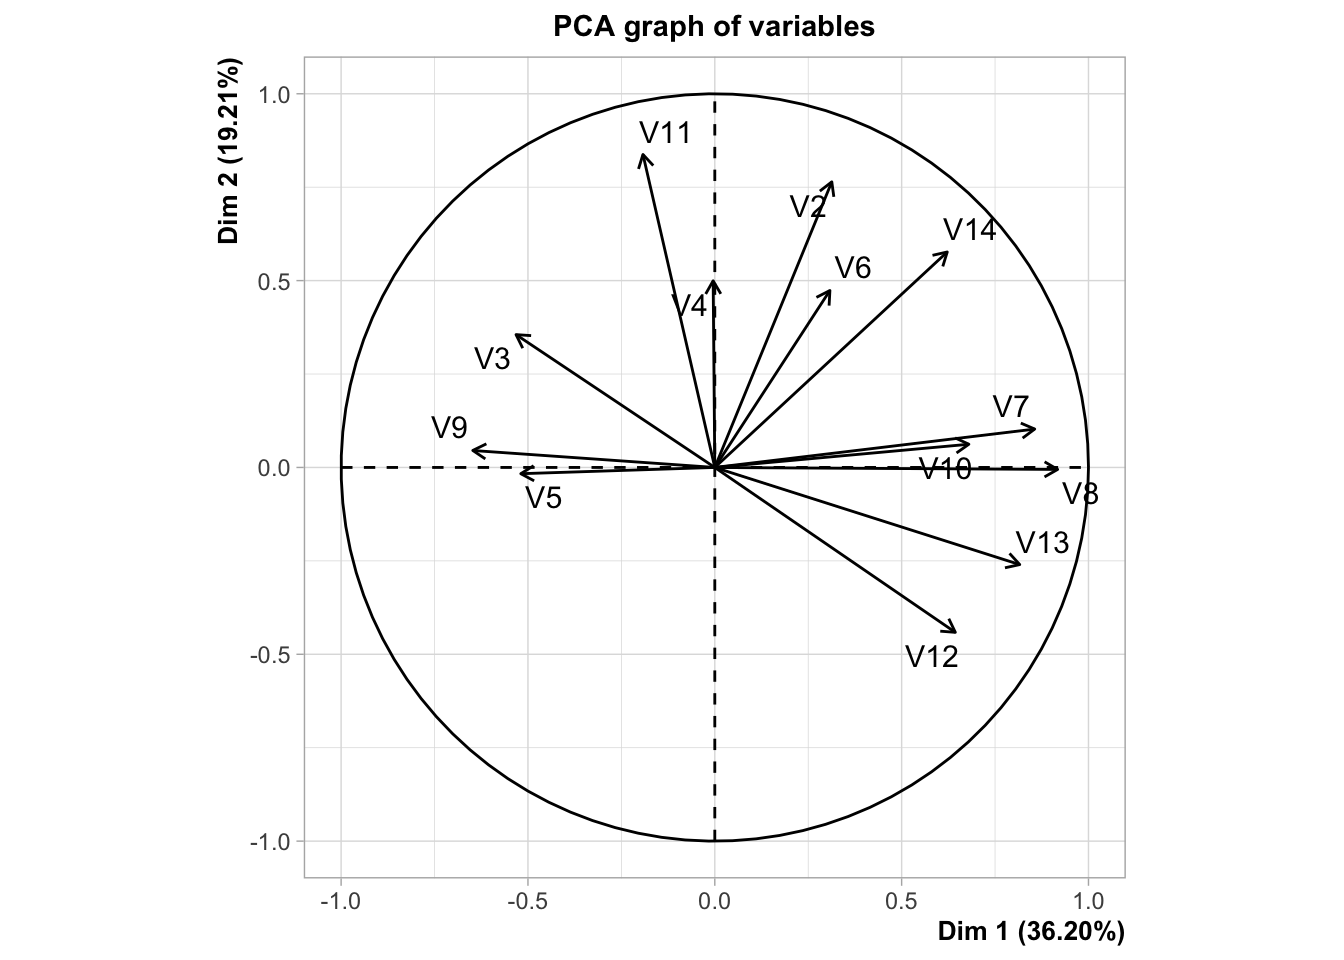 PCA graph of variables
Dim 2 (19.21%)
1.0
0.5
0.0
-0.5
-1.0
V11
V2
V14
V6
V4
V3
V7
V9
V10
V8
V5
V13
V12
-1.0
-0.5
0.0
0.5
1.0
Dim 1 (36.20%)